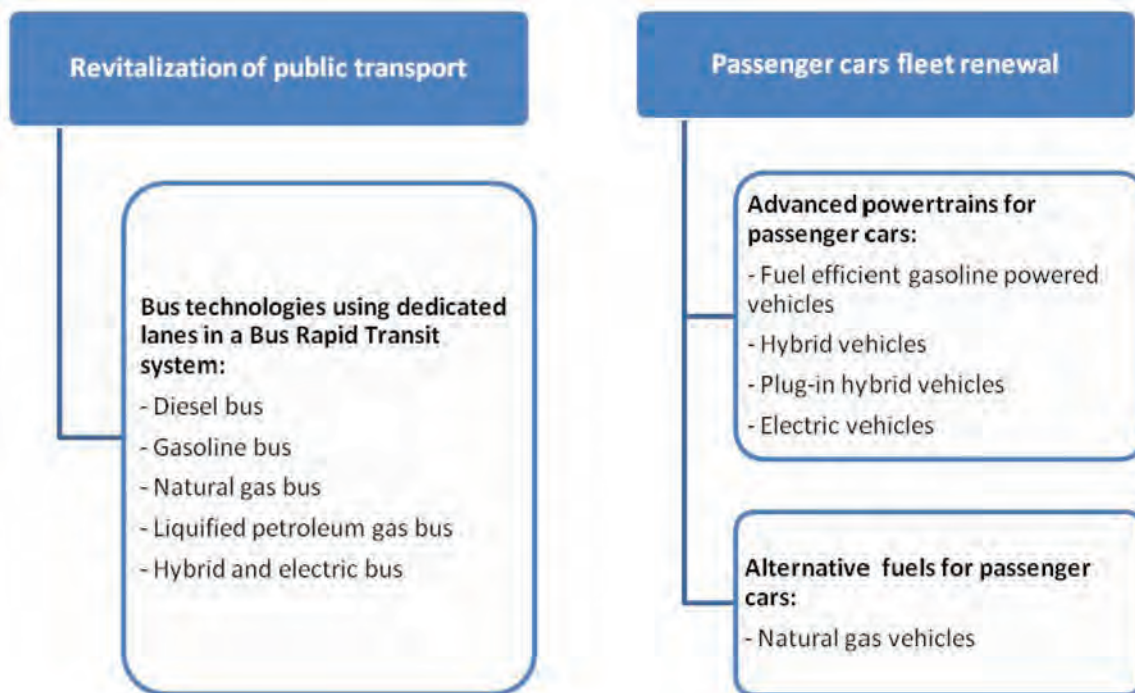 Revitalization of public transport
Bus technologies using dedicated
lanes in a Bus Rapid Transit
system:
- Diesel bus
- Gasoline bus
- Natural gas bus
- Liquified petroleum gas bus
- Hybrid and electric bus
Passenger cars fleet renewal
Advanced powertrains for
passenger cars:
- Fuel efficient gasoline powered
vehicles
- Hybrid vehicles
- Plug-in hybrid vehicles
- Electric vehicles
Alternative fuels for passenger
cars:
- Natural gas vehicles